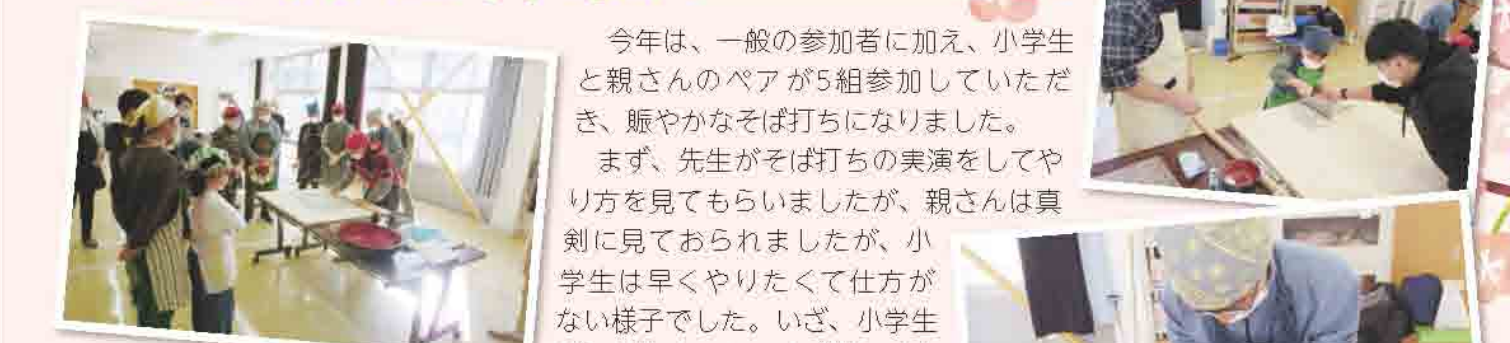 今年は、一般の参加者に加え、小学生
と親さんのペアが5組参加していただ
き、賑やかなそば打ちになりました。
まず、先生がそば打ちの実演をしてや
り方を見てもらいましたが、親さんは真
剣に見ておられましたが、小
学生は早くやりたくて仕方が
ない様子でした。いざ、小学生